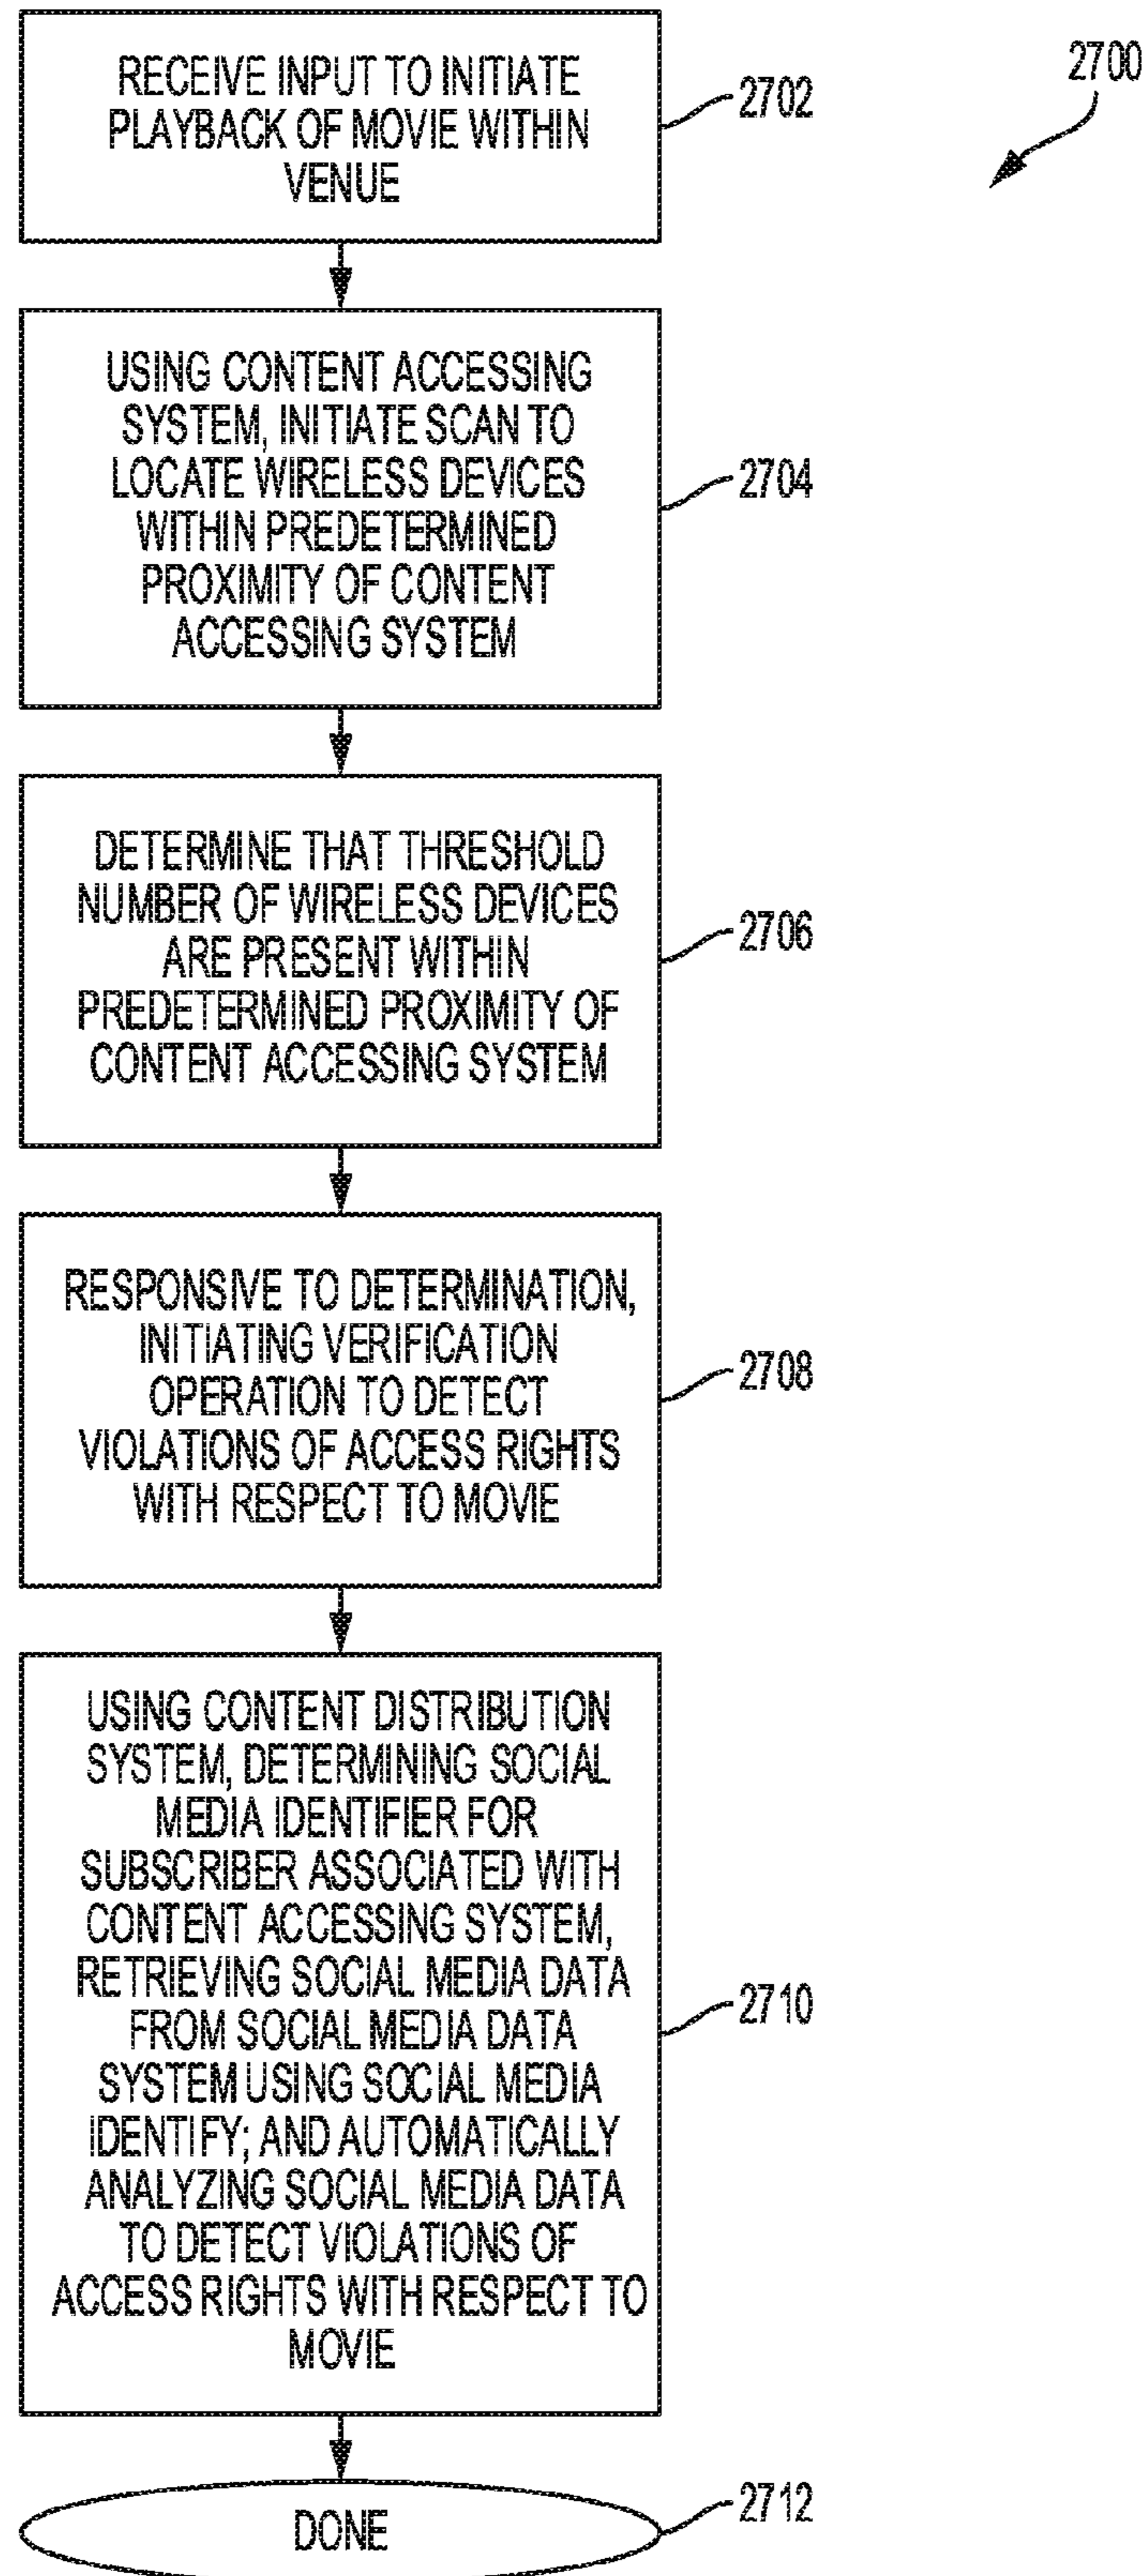 RECEIVE INPUT TO INITIATE
PLAYBACK OF MOVIE WITHIN
VENUE
2702
2700
USING CONTENT ACCESSING
SYSTEM, INITIATE SCAN TO
LOCATE WIRELESS DEVICES
WITHIN PREDETERMINED
PROXIMITY OF CONTENT
ACCESSING SYSTEM
2704
DETERMINE THAT THRESHOLD
NUMBER OF WIRELESS DEVICES
ARE PRESENT WITHIN
PREDETERMINED PROXIMITY OF
CONTENT ACCESSING SYSTEM
2706
RESPONSIVE TO DETERMINATION,
INITIATING VERIFICATION
OPERATION TO DETECT
VIOLATIONS OF ACCESS RIGHTS
WITH RESPECT TO MOVIE
2708
USING CONTENT DISTRIBUTION
SYSTEM, DETERMINING SOCIAL
MEDIA IDENTIFIER FOR
SUBSCRIBER ASSOCIATED WITH
CONTENT ACCESSING SYSTEM,
RETRIEVING SOCIAL MEDIA DATA
FROM SOCIAL MEDIA DATA
SYSTEM USING SOCIAL MEDIA
IDENTIFY; AND AUTOMATICALLY
ANALYZING SOCIAL MEDIA DATA
TO DETECT VIOLATIONS OF
ACCESS RIGHTS WITH RESPECT TO
MOVIE
2710
DONE
2712